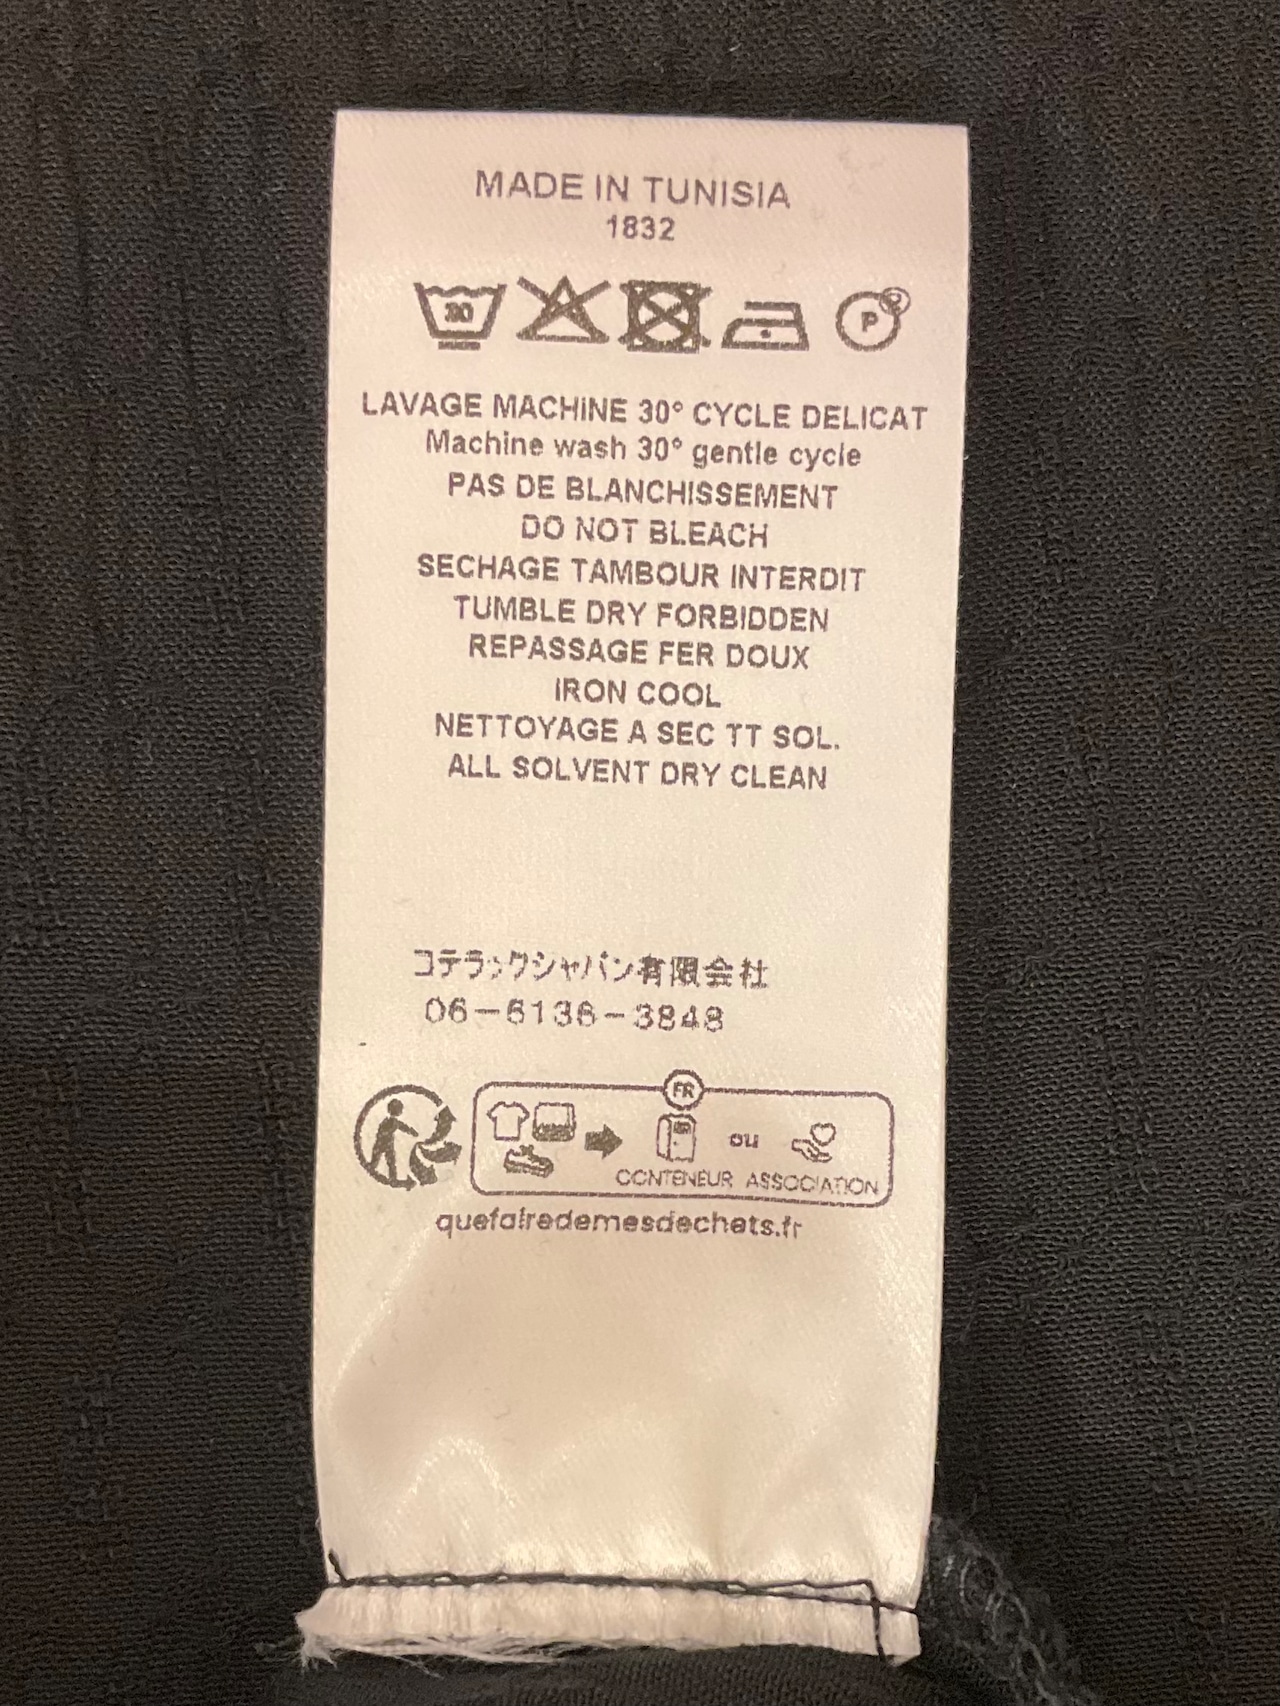 MADE IN TUNISIA
1832
30
LAVAGE MACHINE 30° CYCLE DELICAT
Machine wash 30° gentle cycle
PAS DE BLANCHISSEMENT
DO NOT BLEACH
SECHAGE TAMBOUR INTERDIT
TUMBLE DRY FORBIDDEN
REPASSAGE FER DOUX
IRON COOL
NETTOYAGE A SEC TT SOL.
ALL SOLVENT DRY CLEAN
コテラックジャパン有限会社
06-6136-3848
FR
ou
CONTENEUR ASSOCIATION
quefairedemesdechets.fr